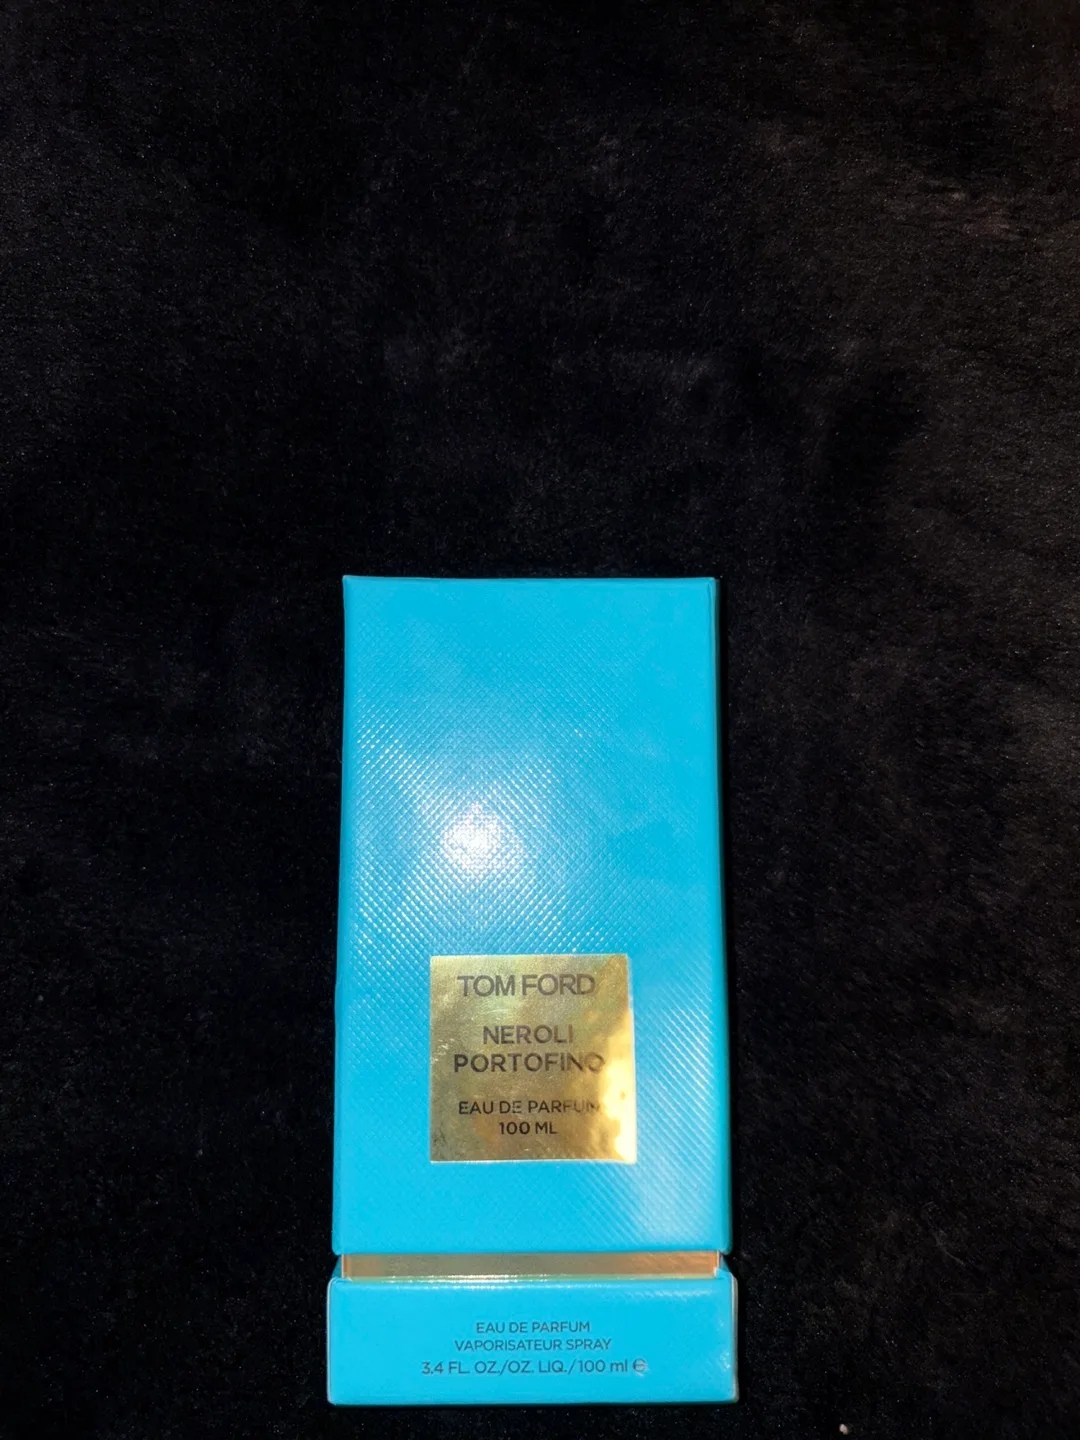 TOM FORD
NEROLI
PORTOFINO
EAU DE PARFUM
100 ML
EAU DE PARFUM
VAPORISATEUR SPRAY
3.4 FL. OZ./OZ. LIQ./100 ml ℮